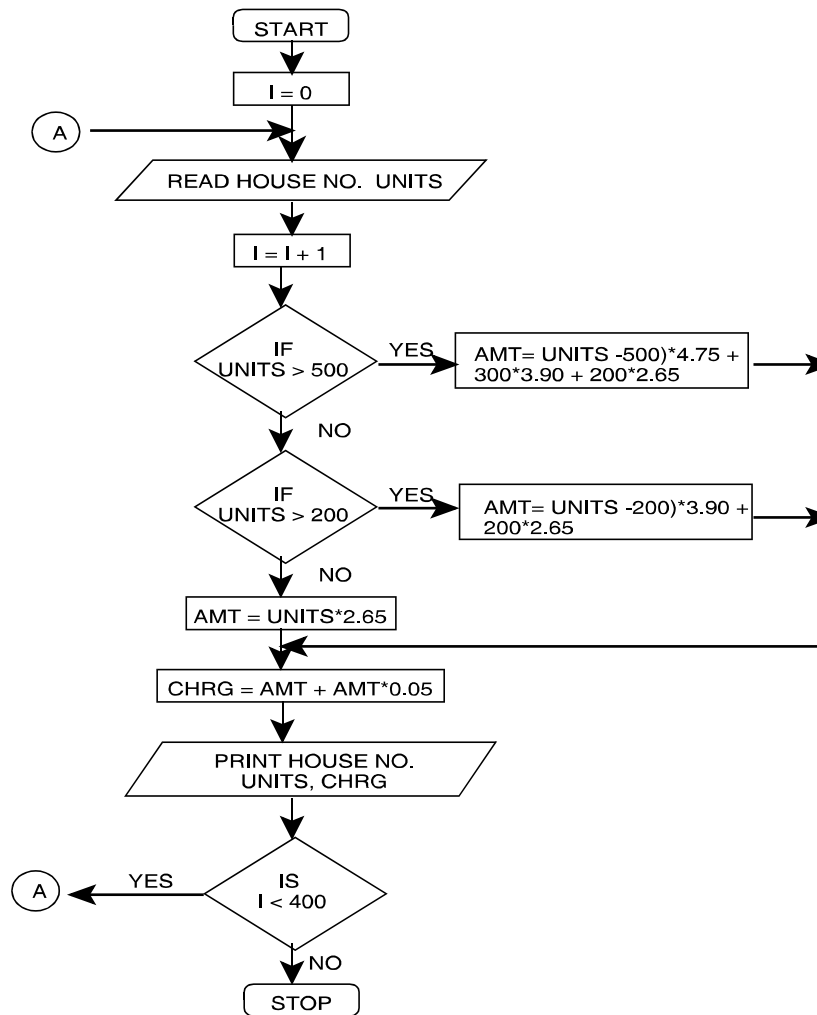 START
I = 0
A
READ HOUSE NO.  UNITS
I = I + 1
IF
UNITS > 500
YES
AMT= UNITS -500)*4.75 +
300*3.90 + 200*2.65
NO
IF
UNITS > 200
YES
AMT= UNITS -200)*3.90 +
200*2.65
NO
AMT = UNITS*2.65
CHRG = AMT + AMT*0.05
PRINT HOUSE NO.
UNITS, CHRG
IS
I < 400
YES
A
NO
STOP